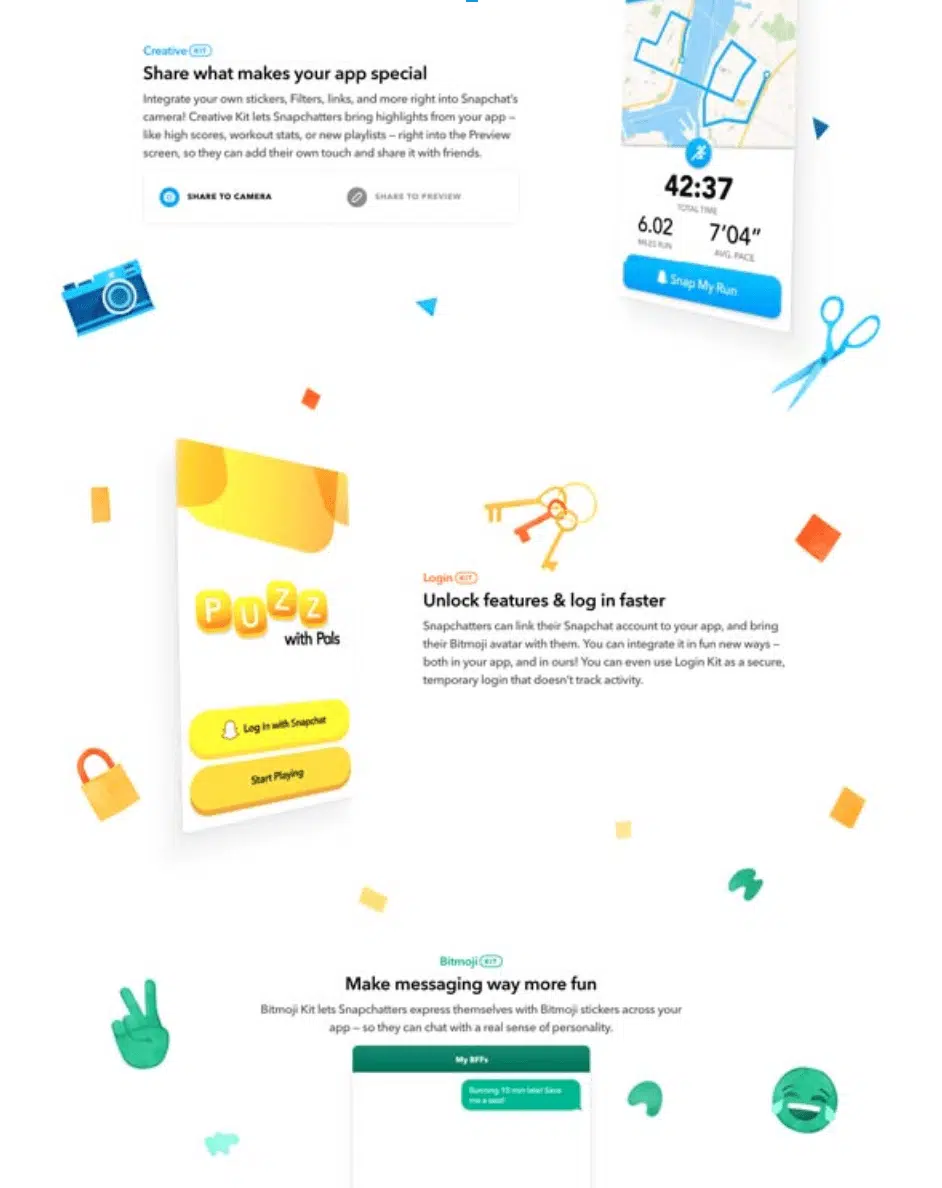 Creative KIT
Share what makes your app special
Integrate your own stickers, Filters, links, and more right into Snapchat's
camera! Creative Kit lets Snapchatters bring highlights from your app –
like high scores, workout stats, or new playlists – right into the Preview
screen, so they can add their own touch and share it with friends.
SHARE TO CAMERA
SHARE TO PREVIEW
42:37
TOTAL TIME
6.02
MILES RUN
7'04"
AVG. PACE
Snap My Run
PUZZ
with Pals
Log In with Snapchat
Start Playing
Login KIT
Unlock features & log in faster
Snapchatters can link their Snapchat account to your app, and bring
their Bitmoji avatar with them. You can integrate it in fun new ways –
both in your app, and in ours! You can even use Login Kit as a secure,
temporary login that doesn't track activity.
Bitmoji KIT
Make messaging way more fun
Bitmoji Kit lets Snapchatters express themselves with Bitmoji stickers across your
app – so they can chat with a real sense of personality.
My BFFs
Running 10 min late! Save
me a seat!